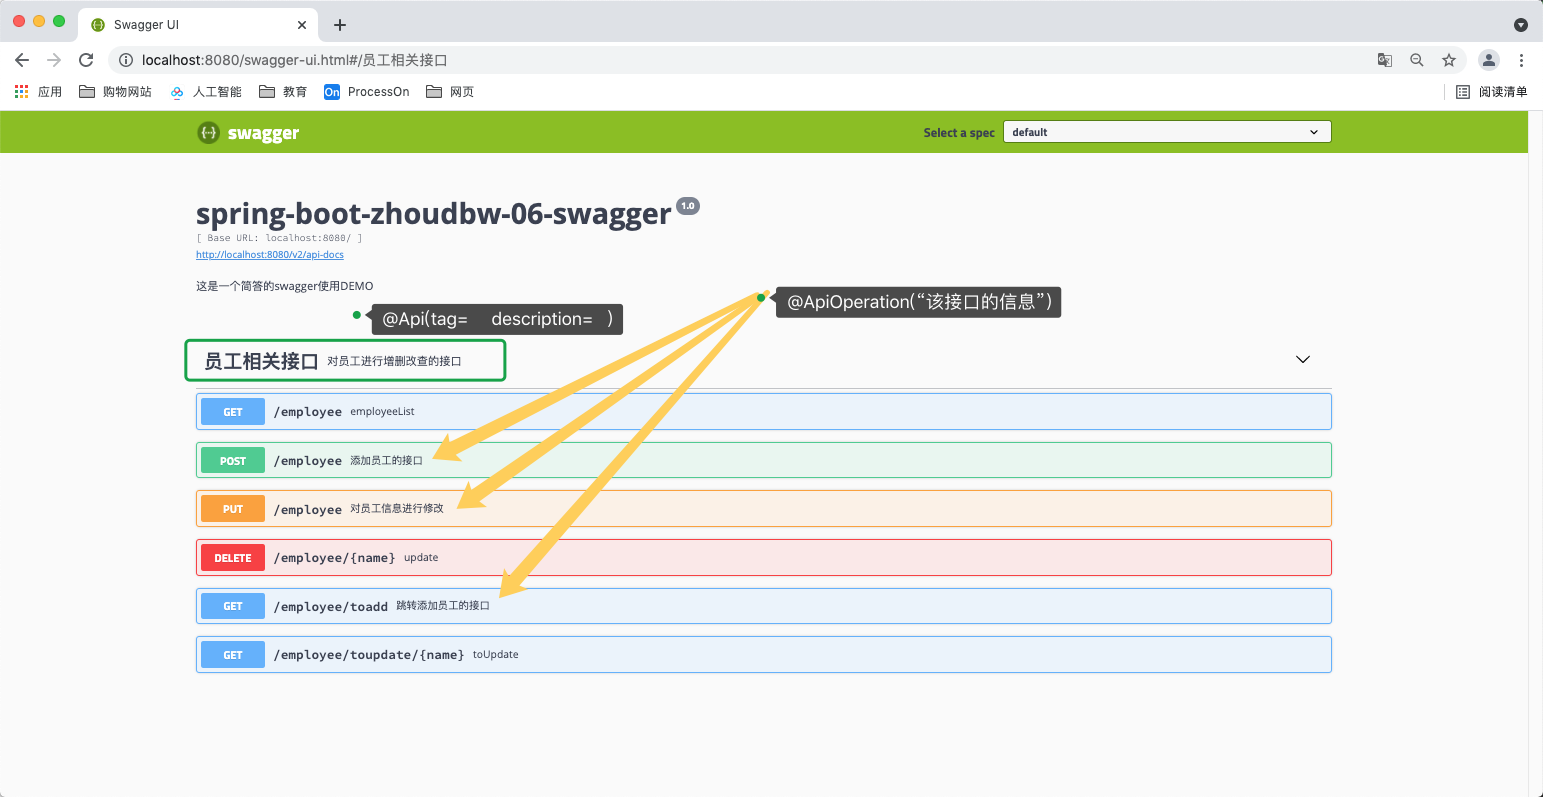 Swagger UI
localhost:8080/swagger-ui.html#/员工相关接口
应用 购物网站 人工智能 教育 On ProcessOn 网页 阅读清单
{··} swagger Select a spec default
spring-boot-zhoudbw-06-swagger 1.0
[ Base URL: localhost:8080/ ]
http://localhost:8080/v2/api-docs
这是一个简答的swagger使用DEMO
@ApiOperation(“该接口的信息”)
@Api(tag= description= )
员工相关接口 对员工进行增删改查的接口
GET /employee employeeList
POST /employee 添加员工的接口
PUT /employee 对员工信息进行修改
DELETE /employee/{name} update
GET /employee/toadd 跳转添加员工的接口
GET /employee/toupdate/{name} toUpdate